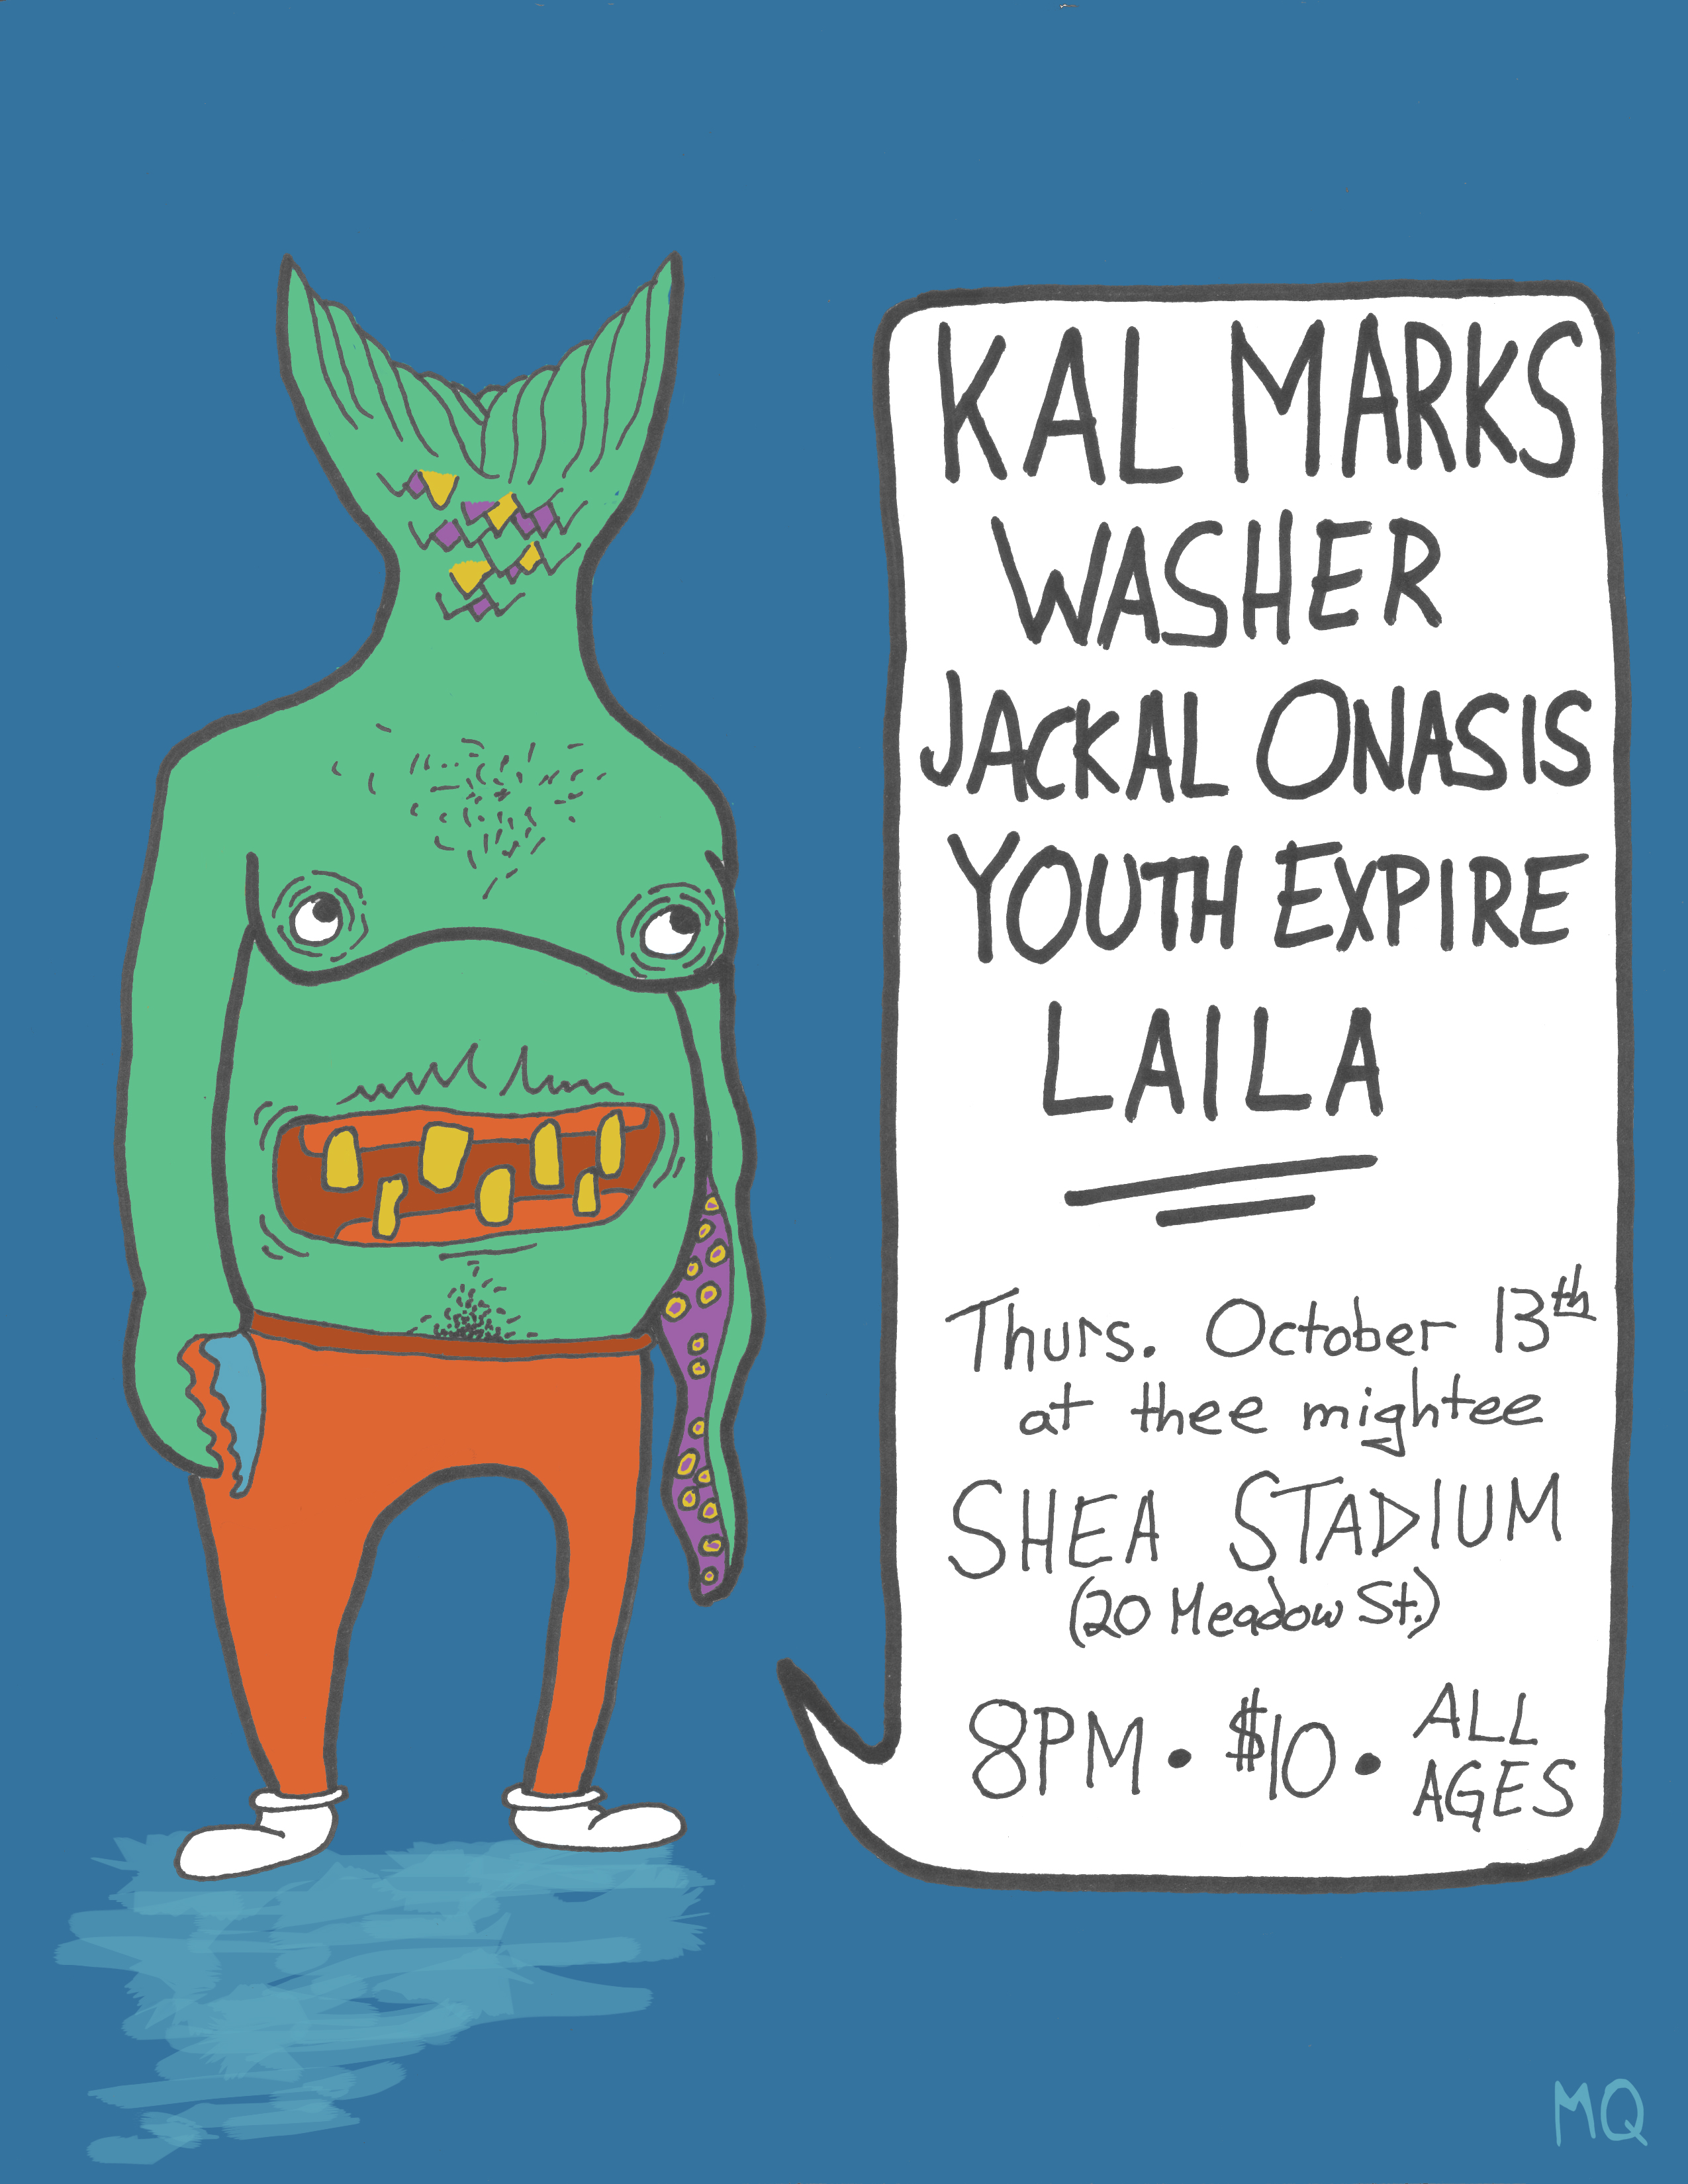 KAL MARKS
WASHER
JACKAL ONASIS
YOUTH EXPIRE
LAILA
Thurs. October 13th
at thee mightee
SHEA STADIUM
(20 Meadow St.)
8PM • $10 • ALL AGES
MQ